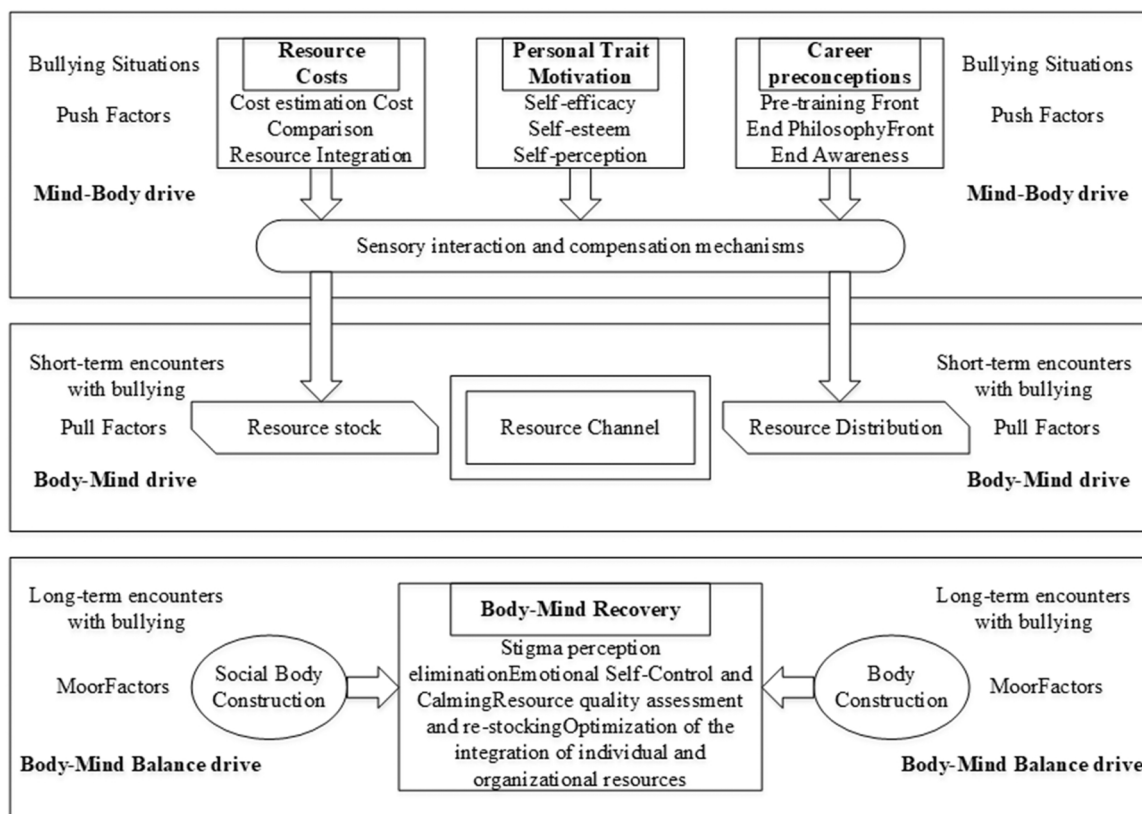 Bullying Situations
Push Factors
Mind-Body drive
Resource
Costs
Cost estimation Cost
Comparison
Resource Integration
Personal Trait
Motivation
Self-efficacy
Self-esteem
Self-perception
Career
preconceptions
Pre-training Front
End PhilosophyFront
End Awareness
Bullying Situations
Push Factors
Mind-Body drive
Sensory interaction and compensation mechanisms
Short-term encounters
with bullying
Pull Factors
Body-Mind drive
Resource stock
Resource Channel
Resource Distribution
Short-term encounters
with bullying
Pull Factors
Body-Mind drive
Long-term encounters
with bullying
MoorFactors
Body-Mind Balance drive
Social Body
Construction
Body-Mind Recovery
Stigma perception
eliminationEmotional Self-Control and
CalmingResource quality assessment
and re-stockingOptimization of the
integration of individual and
organizational resources
Body
Construction
Long-term encounters
with bullying
MoorFactors
Body-Mind Balance drive